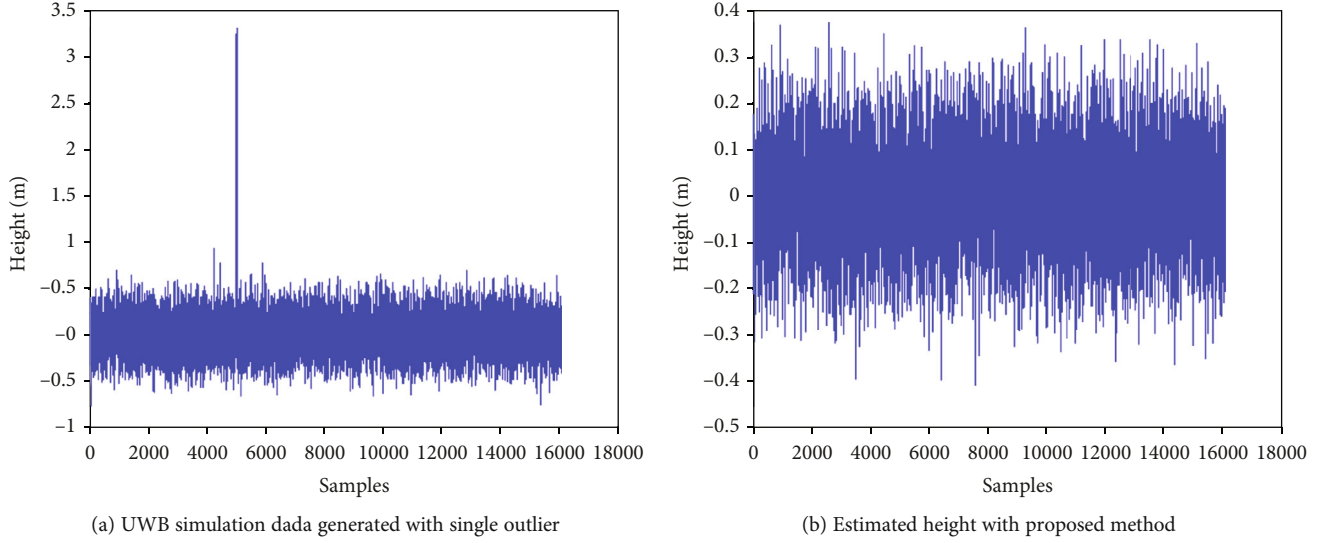 3.5
3
2.5
2
1.5
1
–0.5
–0
–0.5
–1
Height (m)
0 2000 4000 6000 8000 10000 12000 14000 16000 18000
Samples
(a) UWB simulation dada generated with single outlier
0.4
0.3
0.2
0.1
0
–0.1
–0.2
–0.3
–0.4
–0.5
Height (m)
0 2000 4000 6000 8000 10000 12000 14000 16000 18000
Samples
(b) Estimated height with proposed method